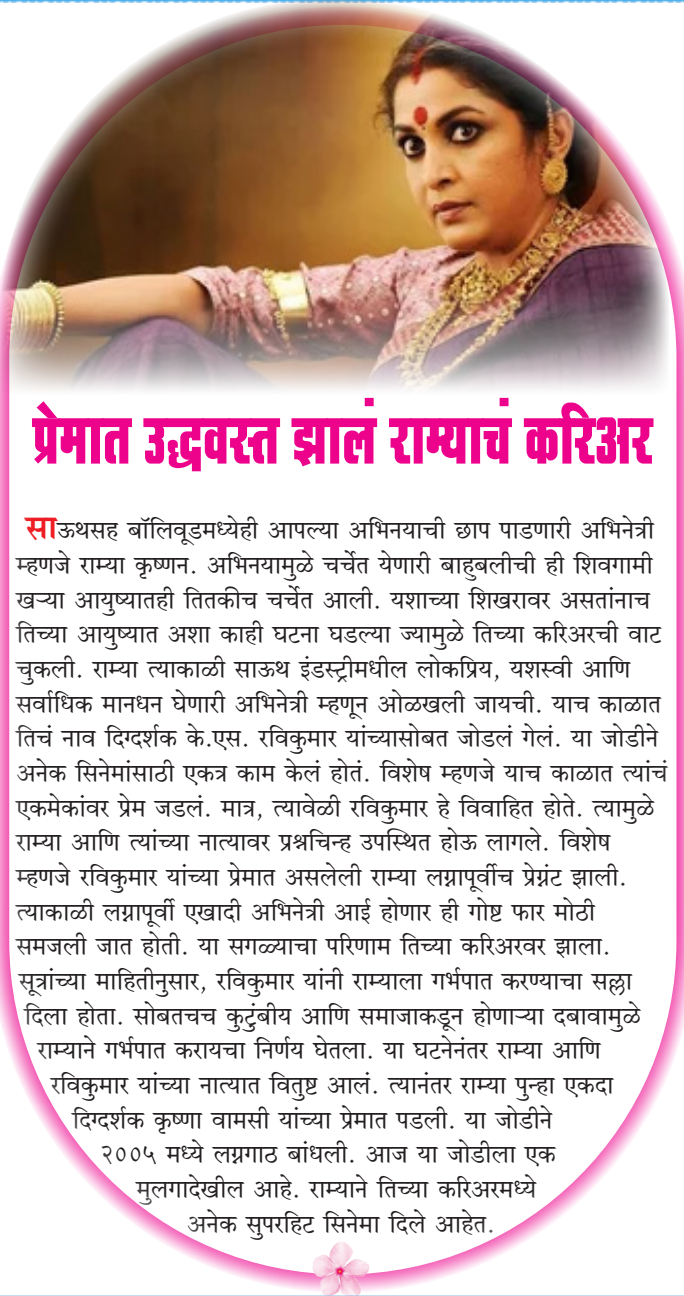 प्रेमात उद्धवस्त झालं राम्याचं करिअर
साऊथसह बॉलिवूडमध्येही आपल्या अभिनयाची छाप पाडणारी अभिनेत्री
म्हणजे राम्या कृष्णन. अभिनयामुळे चर्चेत येणारी बाहुबलीची ही शिवगामी
खऱ्या आयुष्यातही तितकीच चर्चेत आली. यशाच्या शिखरावर असतांनाच
तिच्या आयुष्यात अशा काही घटना घडल्या ज्यामुळे तिच्या करिअरची वाट
चुकली. राम्या त्याकाळी साऊथ इंडस्ट्रीमधील लोकप्रिय, यशस्वी आणि
सर्वाधिक मानधन घेणारी अभिनेत्री म्हणून ओळखली जायची. याच काळात
तिचं नाव दिग्दर्शक के.एस. रविकुमार यांच्यासोबत जोडलं गेलं. या जोडीने
अनेक सिनेमांसाठी एकत्र काम केलं होतं. विशेष म्हणजे याच काळात त्यांचं
एकमेकांवर प्रेम जडलं. मात्र, त्यावेळी रविकुमार हे विवाहित होते. त्यामुळे
राम्या आणि त्यांच्या नात्यावर प्रश्नचिन्ह उपस्थित होऊ लागले. विशेष
म्हणजे रविकुमार यांच्या प्रेमात असलेली राम्या लग्नापूर्वीच प्रेग्नंट झाली.
त्याकाळी लग्नापूर्वी एखादी अभिनेत्री आई होणार ही गोष्ट फार मोठी
समजली जात होती. या सगळ्याचा परिणाम तिच्या करिअरवर झाला.
सूत्रांच्या माहितीनुसार, रविकुमार यांनी राम्याला गर्भपात करण्याचा सल्ला
दिला होता. सोबतचच कुटुंबीय आणि समाजाकडून होणाऱ्या दबावामुळे
राम्याने गर्भपात करायचा निर्णय घेतला. या घटनेनंतर राम्या आणि
रविकुमार यांच्या नात्यात वितुष्ट आलं. त्यानंतर राम्या पुन्हा एकदा
दिग्दर्शक कृष्णा वामसी यांच्या प्रेमात पडली. या जोडीने
२००५ मध्ये लग्नगाठ बांधली. आज या जोडीला एक
मुलगादेखील आहे. राम्याने तिच्या करिअरमध्ये
अनेक सुपरहिट सिनेमा दिले आहेत.